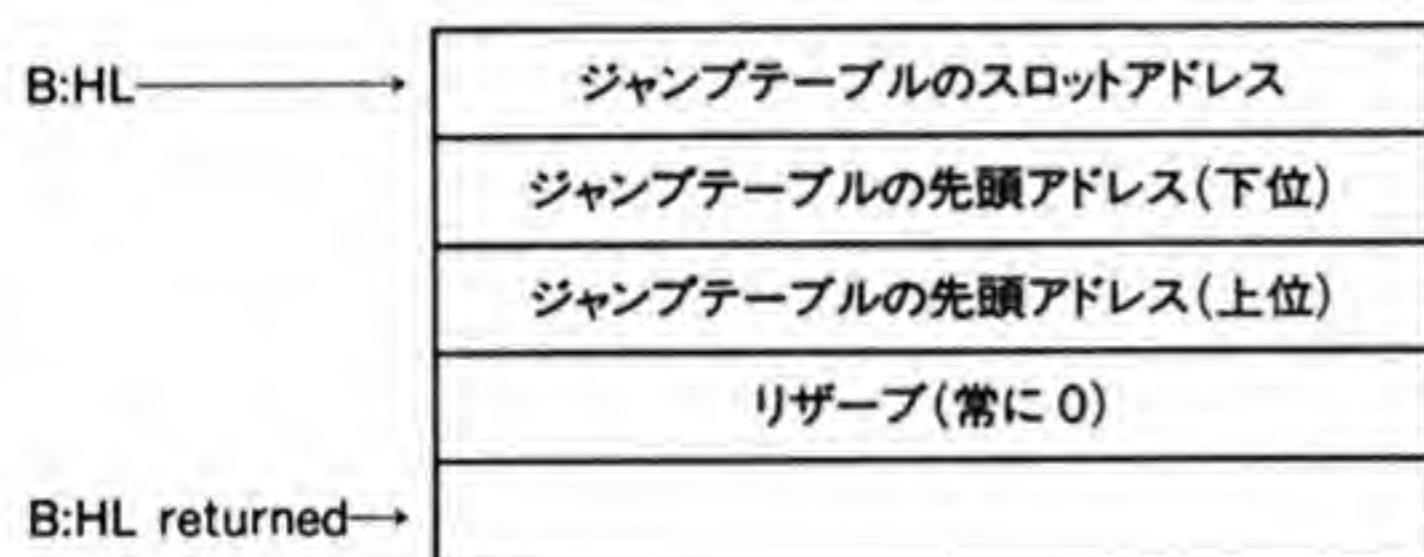 B:HL
ジャンプテーブルのスロットアドレス
ジャンプテーブルの先頭アドレス(下位)
ジャンプテーブルの先頭アドレス(上位)
リザーブ(常に0)
B:HL returned